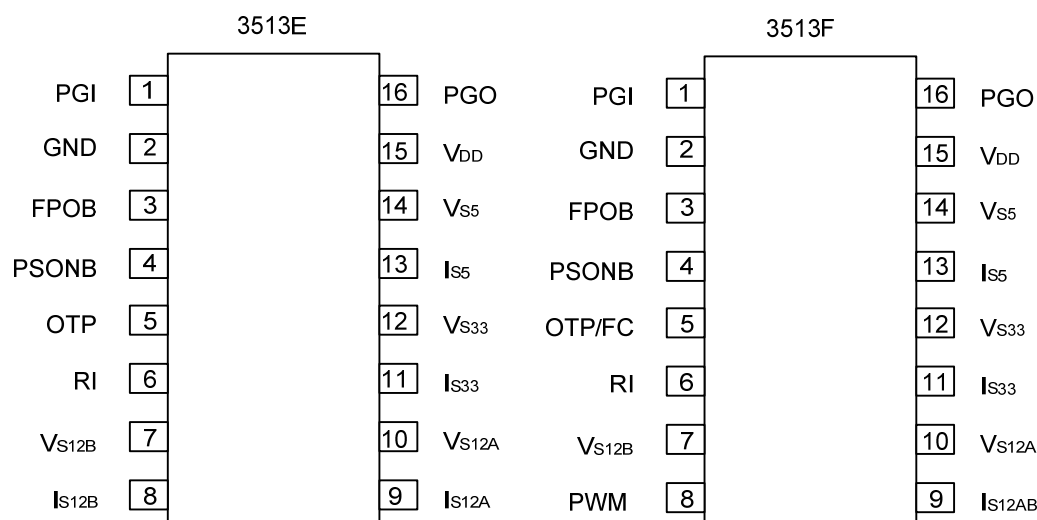 3513E
PGI 1 16 PGO
GND 2 15 VDD
FPOB 3 14 VS5
PSONB 4 13 IS5
OTP 5 12 VS33
RI 6 11 IS33
VS12B 7 10 VS12A
IS12B 8 9 IS12A
3513F
PGI 1 16 PGO
GND 2 15 VDD
FPOB 3 14 VS5
PSONB 4 13 IS5
OTP/FC 5 12 VS33
RI 6 11 IS33
VS12B 7 10 VS12A
PWM 8 9 IS12AB